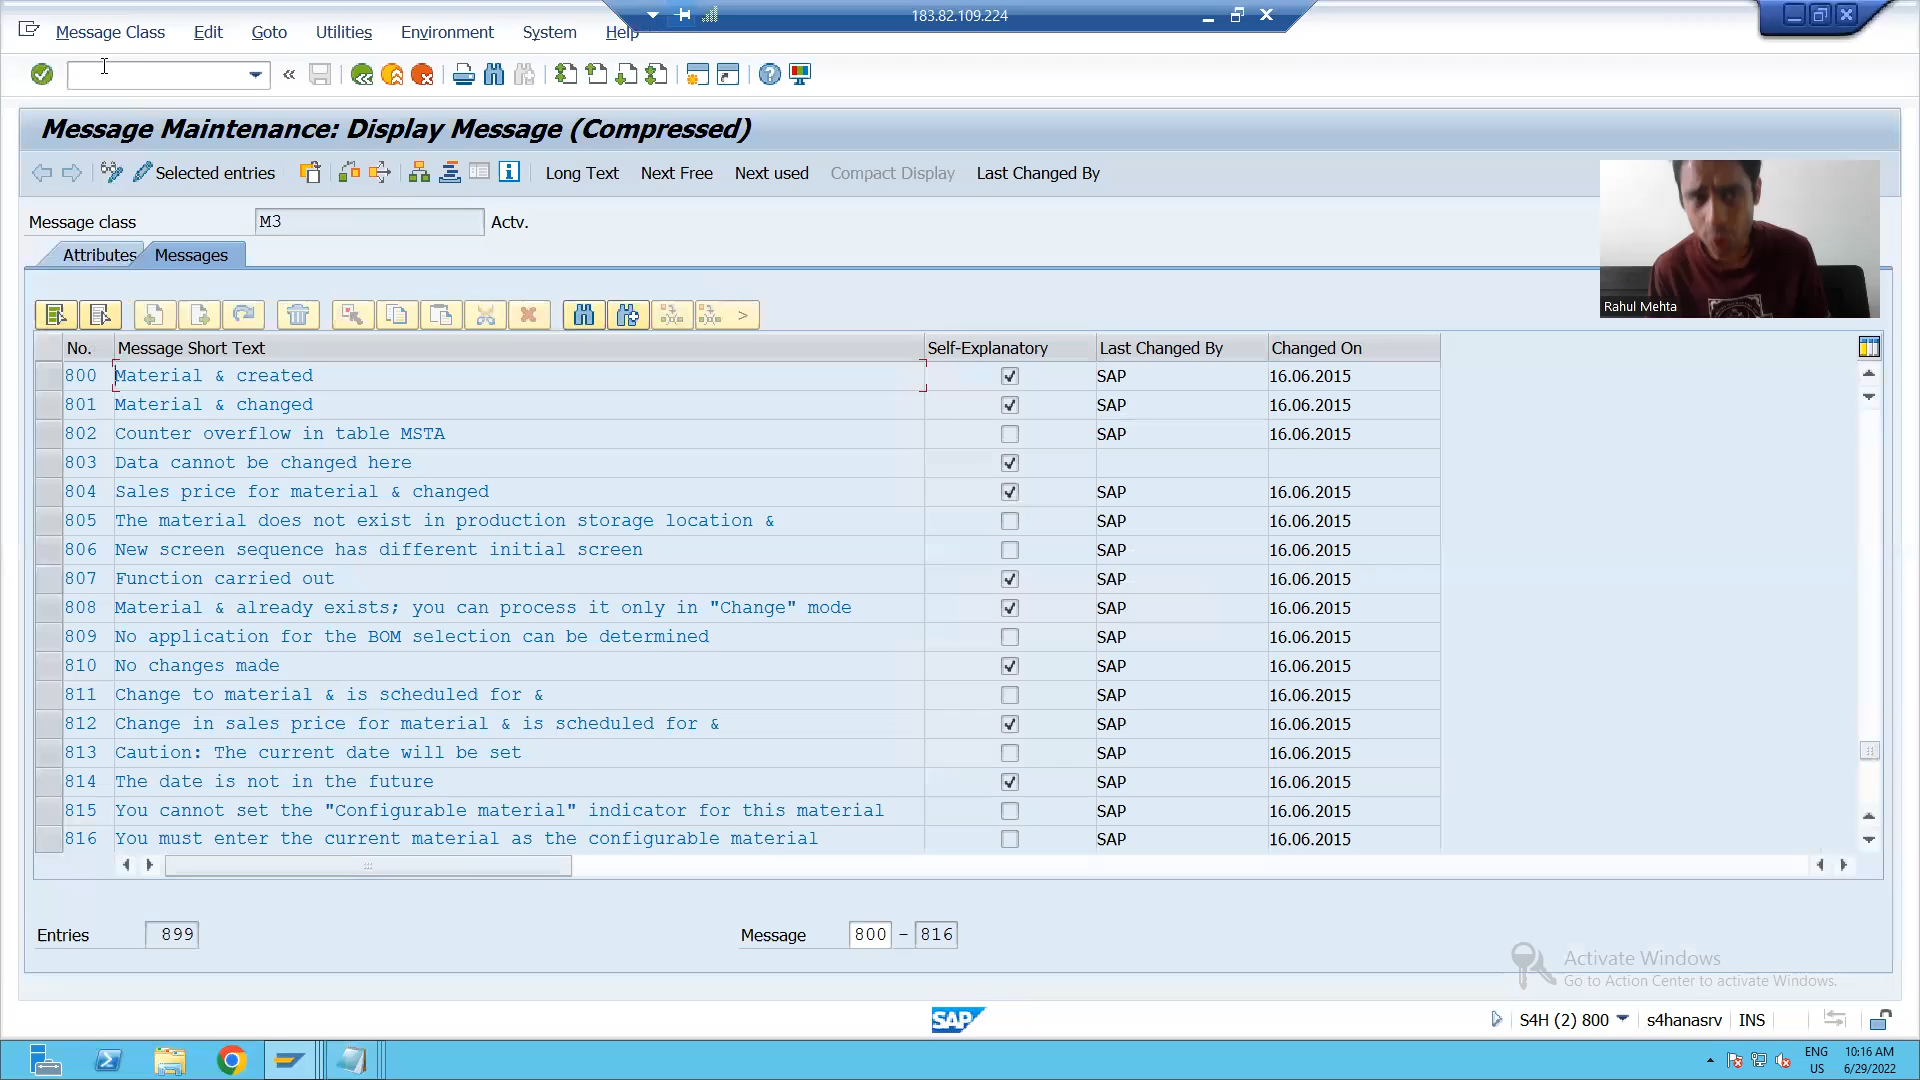 183.82.109.224
Message Class Edit Goto Utilities Environment System Help
Message Maintenance: Display Message (Compressed)
Selected entries Long Text Next Free Next used Compact Display Last Changed By
Message class M3 Actv.
Attributes Messages
Rahul Mehta
No. Message Short Text Self-Explanatory Last Changed By Changed On
800 Material & created SAP 16.06.2015
801 Material & changed SAP 16.06.2015
802 Counter overflow in table MSTA SAP 16.06.2015
803 Data cannot be changed here
804 Sales price for material & changed SAP 16.06.2015
805 The material does not exist in production storage location & SAP 16.06.2015
806 New screen sequence has different initial screen SAP 16.06.2015
807 Function carried out SAP 16.06.2015
808 Material & already exists; you can process it only in "Change" mode SAP 16.06.2015
809 No application for the BOM selection can be determined SAP 16.06.2015
810 No changes made SAP 16.06.2015
811 Change to material & is scheduled for & SAP 16.06.2015
812 Change in sales price for material & is scheduled for & SAP 16.06.2015
813 Caution: The current date will be set SAP 16.06.2015
814 The date is not in the future SAP 16.06.2015
815 You cannot set the "Configurable material" indicator for this material SAP 16.06.2015
816 You must enter the current material as the configurable material SAP 16.06.2015
Entries 899 Message 800 - 816
Activate Windows
Go to Action Center to activate Windows.
SAP S4H (2) 800 s4hanasrv INS
ENG 10:16 AM
US 6/29/2022